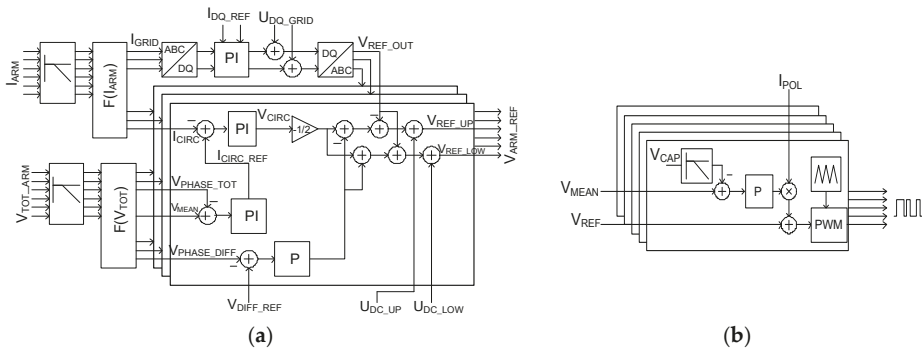 I_DQ_REF
U_DQ_GRID
I_GRID
V_REF_OUT
I_ARM
F(I_ARM)
ABC
DQ
PI
DQ
ABC
V_CIRC
PI
-1/2
I_CIRC
I_CIRC_REF
V_REF_UP
V_REF_LOW
V_ARM_REF
V_TOT_ARM
F(V_TOT)
V_PHASE_TOT
V_MEAN
PI
V_PHASE_DIFF
P
V_DIFF_REF
U_DC_UP
U_DC_LOW
(a)
I_POL
V_CAP
V_MEAN
P
V_REF
PWM
(b)